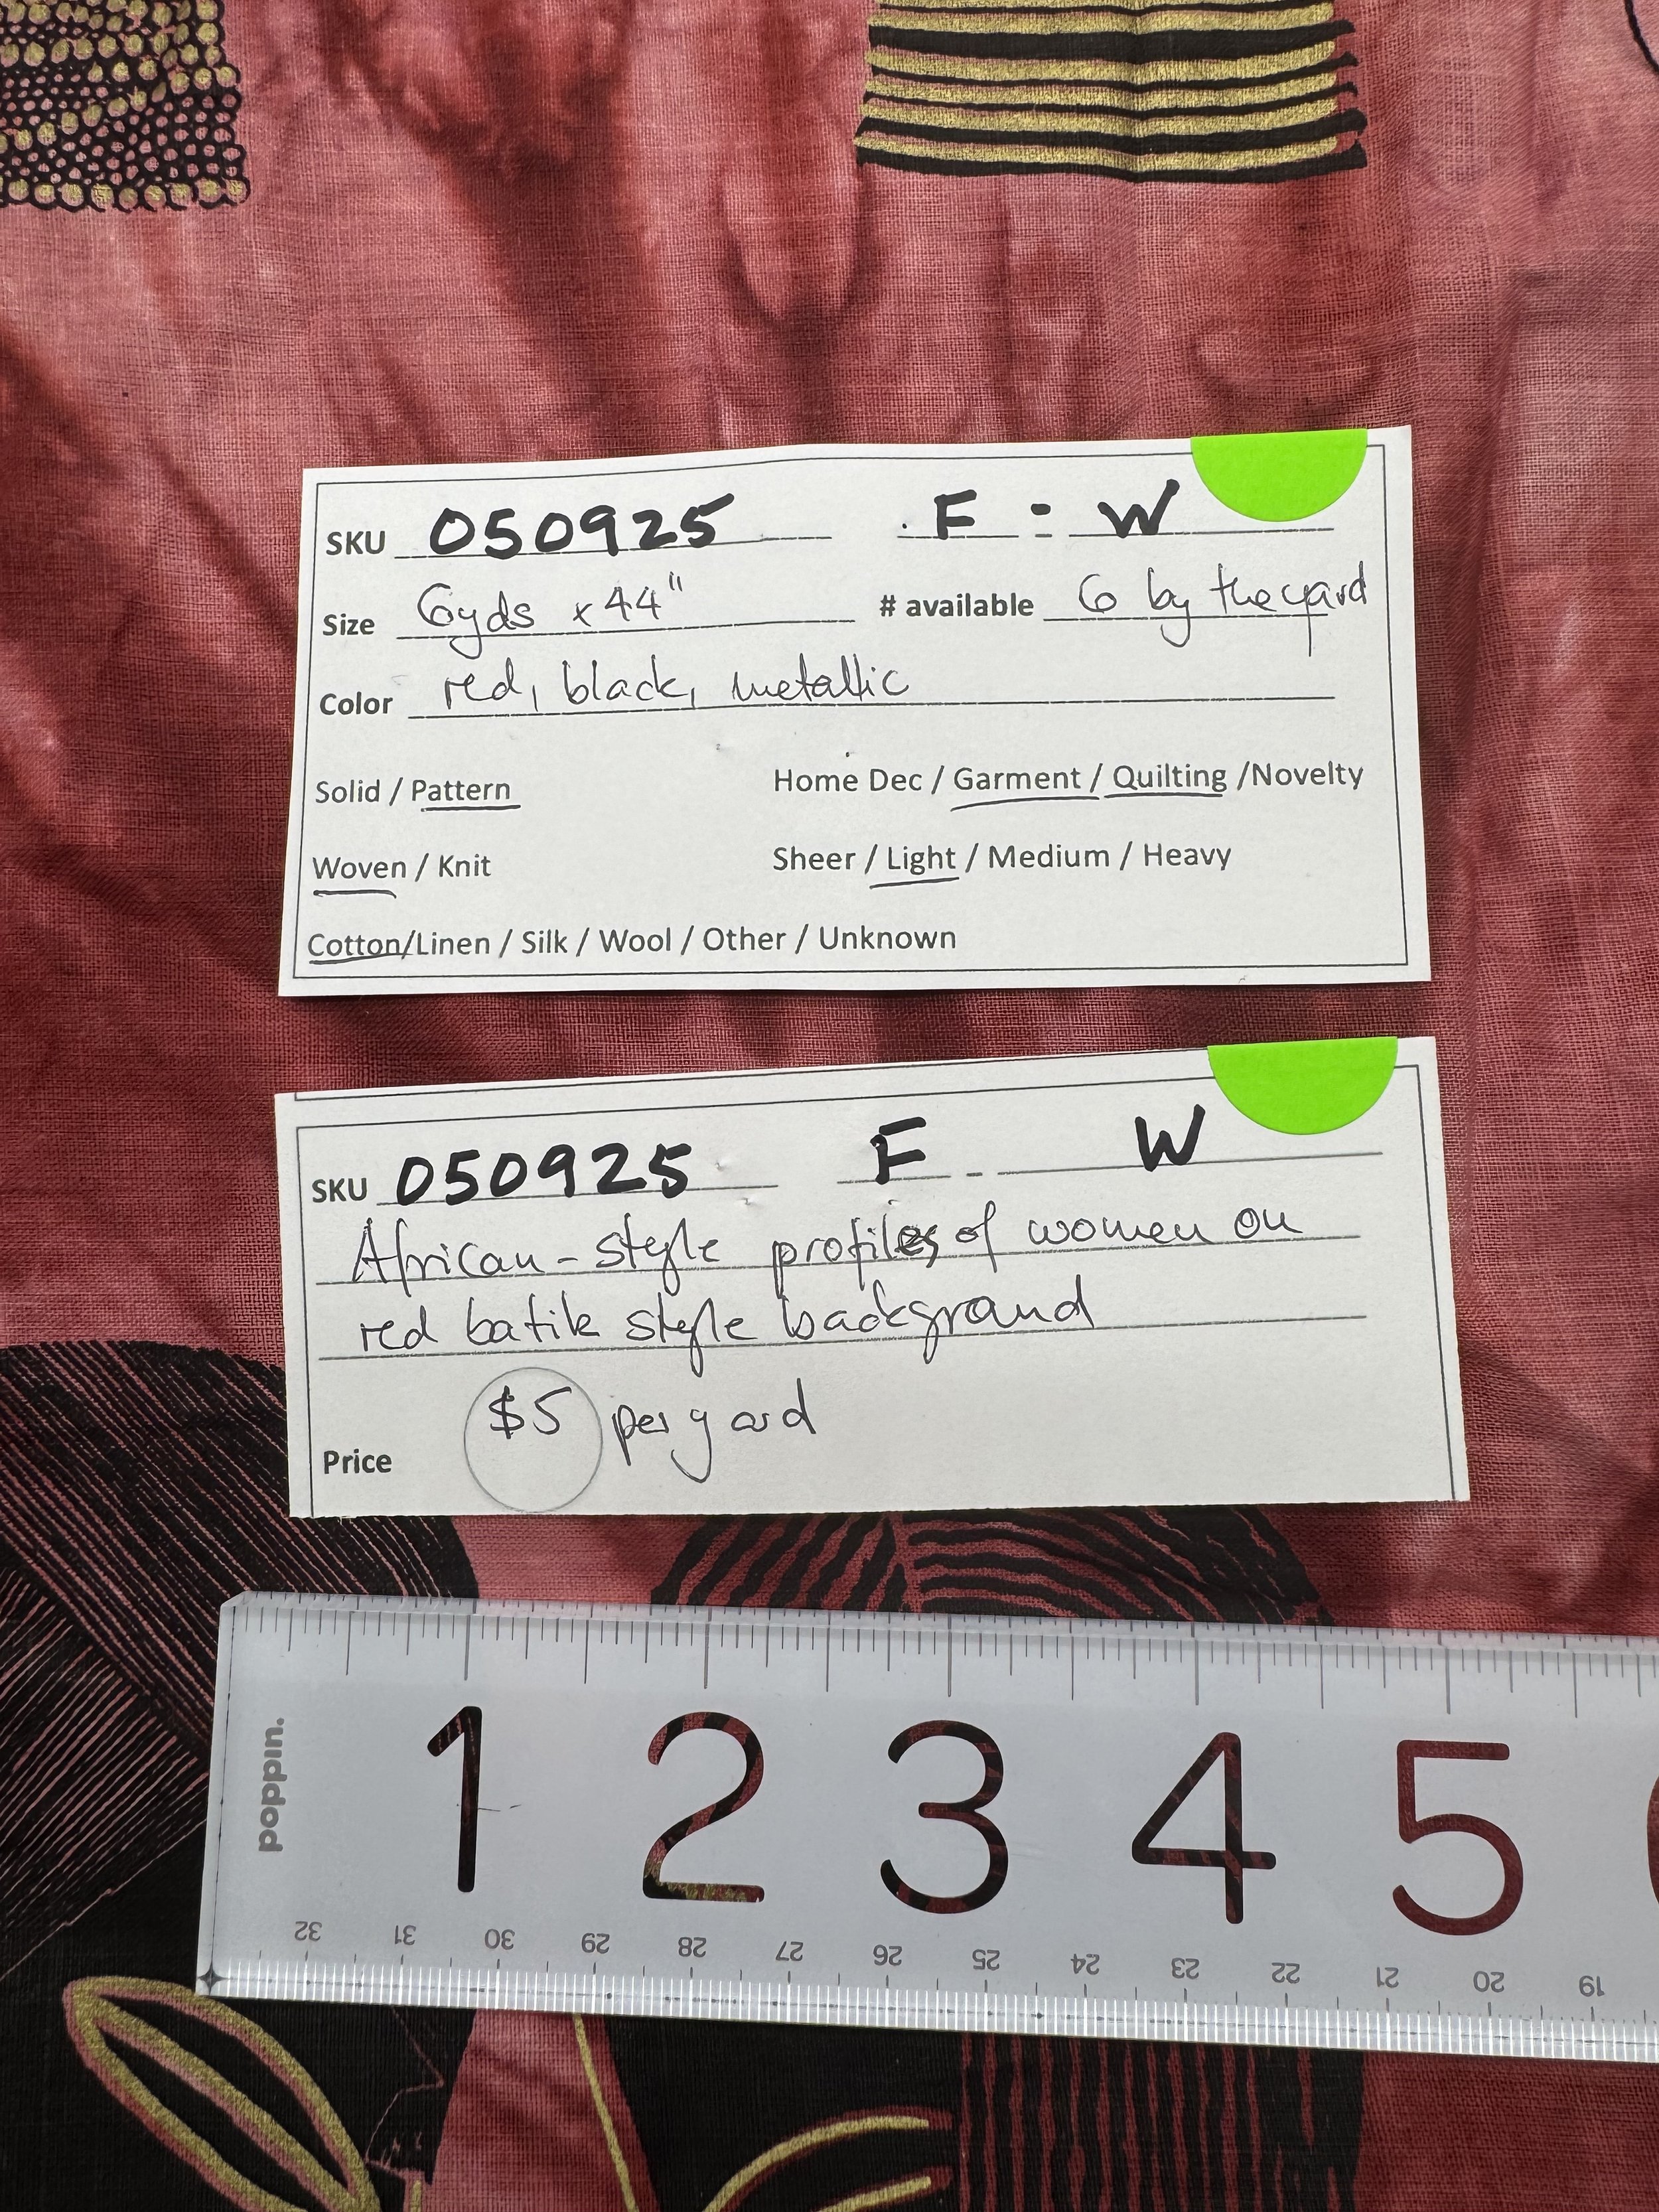 SKU 050925 F - W
Size 6yds x 44" # available 6 by the yard
Color red, black, metallic
Solid / Pattern Home Dec / Garment / Quilting /Novelty
Woven / Knit Sheer / Light / Medium / Heavy
Cotton/Linen / Silk / Wool / Other / Unknown
SKU 050925 F - W
African-style profiles of women on
red batik style background
Price $5 per yard
poppin.
1 2 3 4 5
32 31 30 29 28 27 26 25 24 23 22 21 20 19